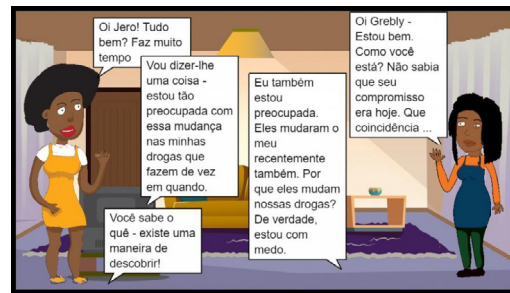 Oi Jero! Tudo
bem? Faz muito
tempo
Oi Grebly -
Estou bem.
Como você
está? Não sabia
que seu
compromisso
era hoje. Que
coincidência ...
Vou dizer-lhe
uma coisa -
estou tão
preocupada com
essa mudança
nas minhas
drogas que
fazem de vez
em quando.
Eu também
estou
preocupada.
Eles mudaram o
meu
recentemente
também. Por
que eles mudam
nossas drogas?
De verdade,
estou com
medo.
Você sabe o
quê - existe uma
maneira de
descobrir!